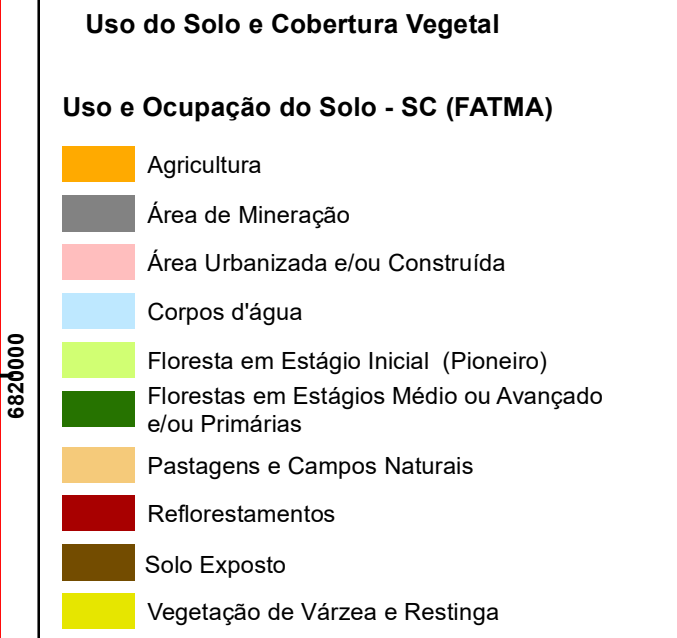 Uso do Solo e Cobertura Vegetal
Uso e Ocupação do Solo - SC (FATMA)
Agricultura
Área de Mineração
Área Urbanizada e/ou Construída
Corpos d'água
Floresta em Estágio Inicial (Pioneiro)
Florestas em Estágios Médio ou Avançado
e/ou Primárias
Pastagens e Campos Naturais
Reflorestamentos
Solo Exposto
Vegetação de Várzea e Restinga
6820000